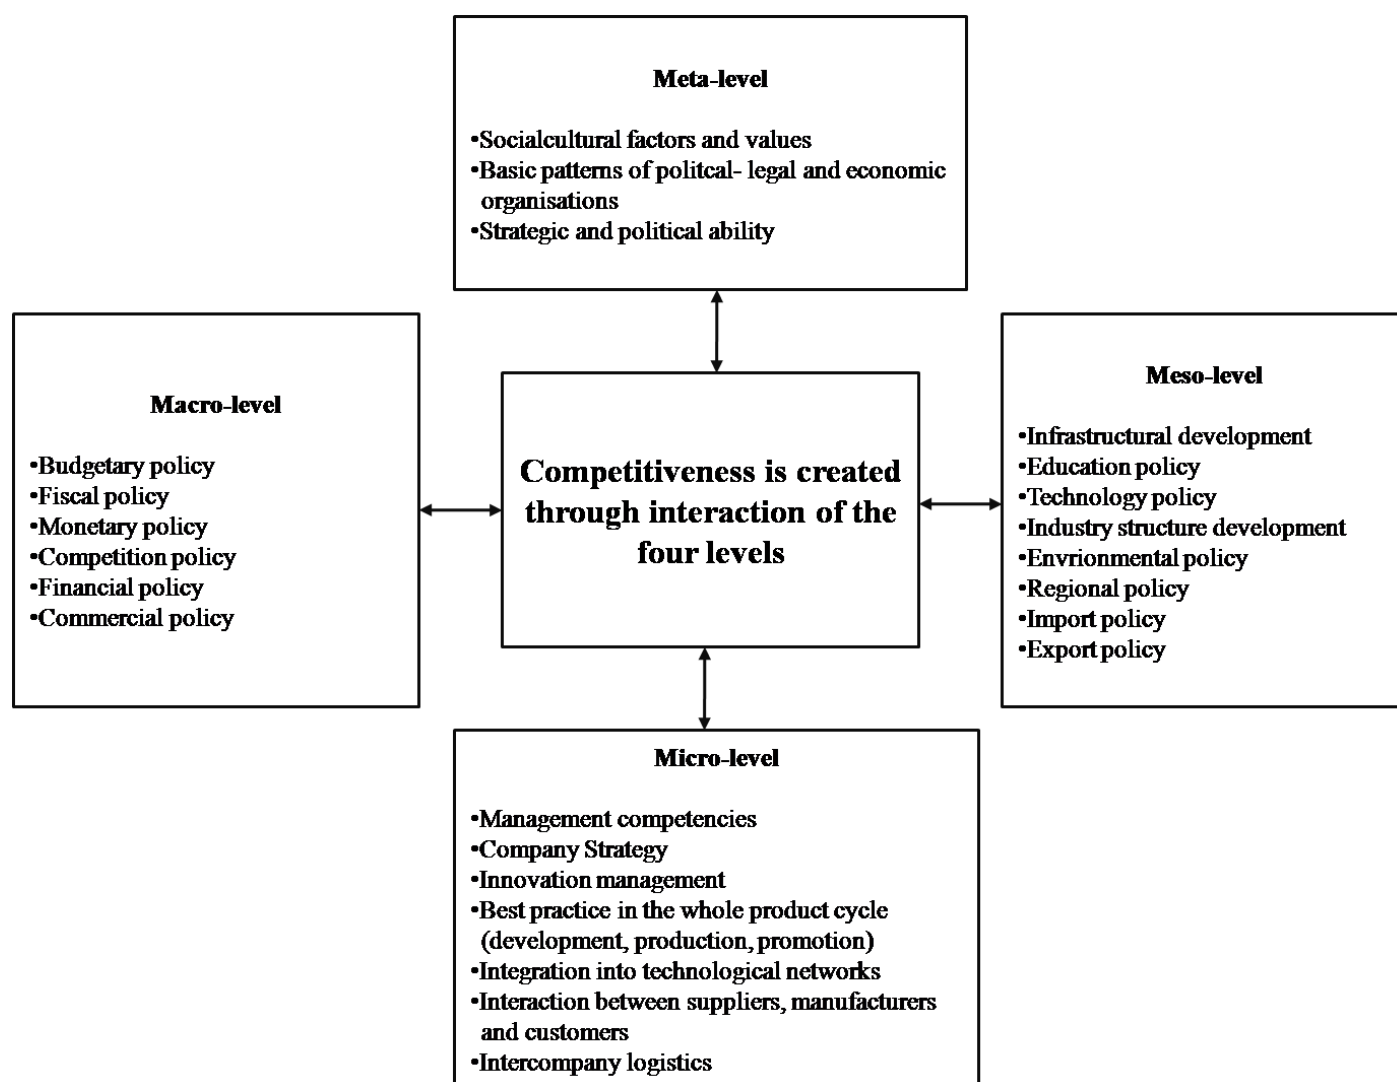 Meta-level
•Socialcultural factors and values
•Basic patterns of politcal- legal and economic
organisations
•Strategic and political ability
Macro-level
•Budgetary policy
•Fiscal policy
•Monetary policy
•Competition policy
•Financial policy
•Commercial policy
Competitiveness is created
through interaction of the
four levels
Meso-level
•Infrastructural development
•Education policy
•Technology policy
•Industry structure development
•Envrionmental policy
•Regional policy
•Import policy
•Export policy
Micro-level
•Management competencies
•Company Strategy
•Innovation management
•Best practice in the whole product cycle
(development, production, promotion)
•Integration into technological networks
•Interaction between suppliers, manufacturers
and customers
•Intercompany logistics